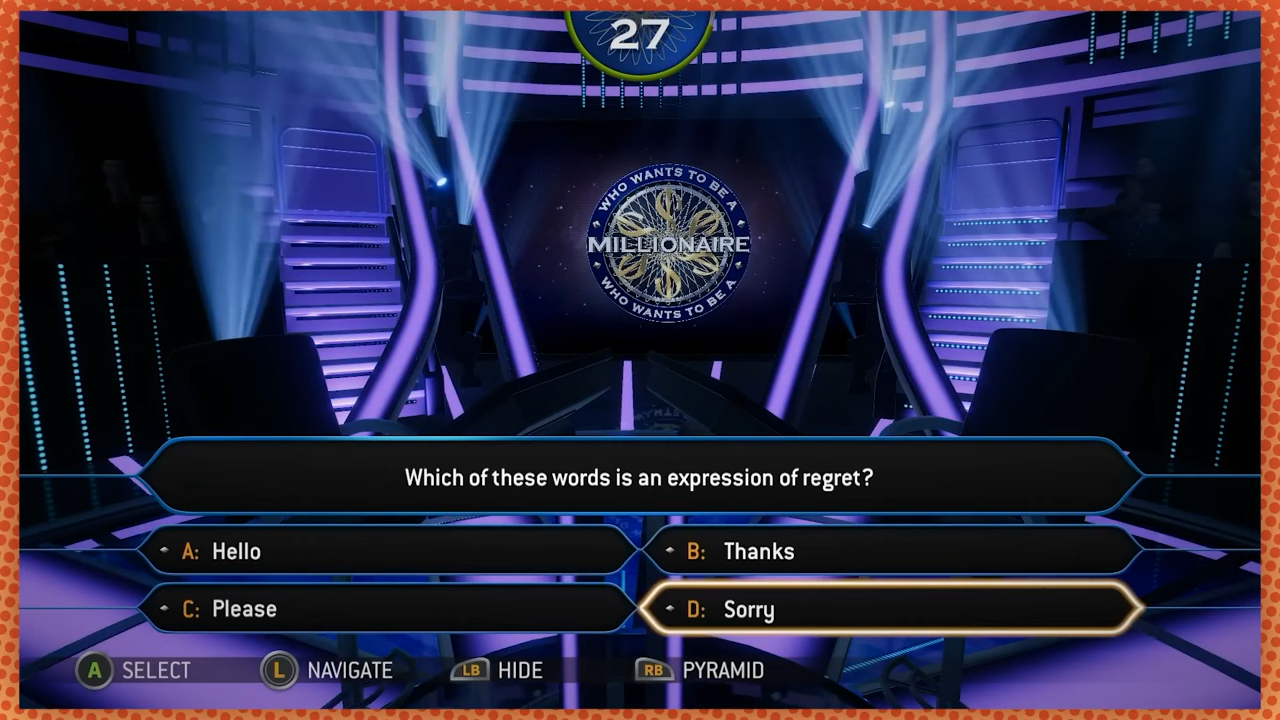 27
WHO WANTS TO BE A
MILLIONAIRE
WHO WANTS TO BE A
Which of these words is an expression of regret?
A: Hello
B: Thanks
C: Please
D: Sorry
A SELECT
L NAVIGATE
LB HIDE
RB PYRAMID